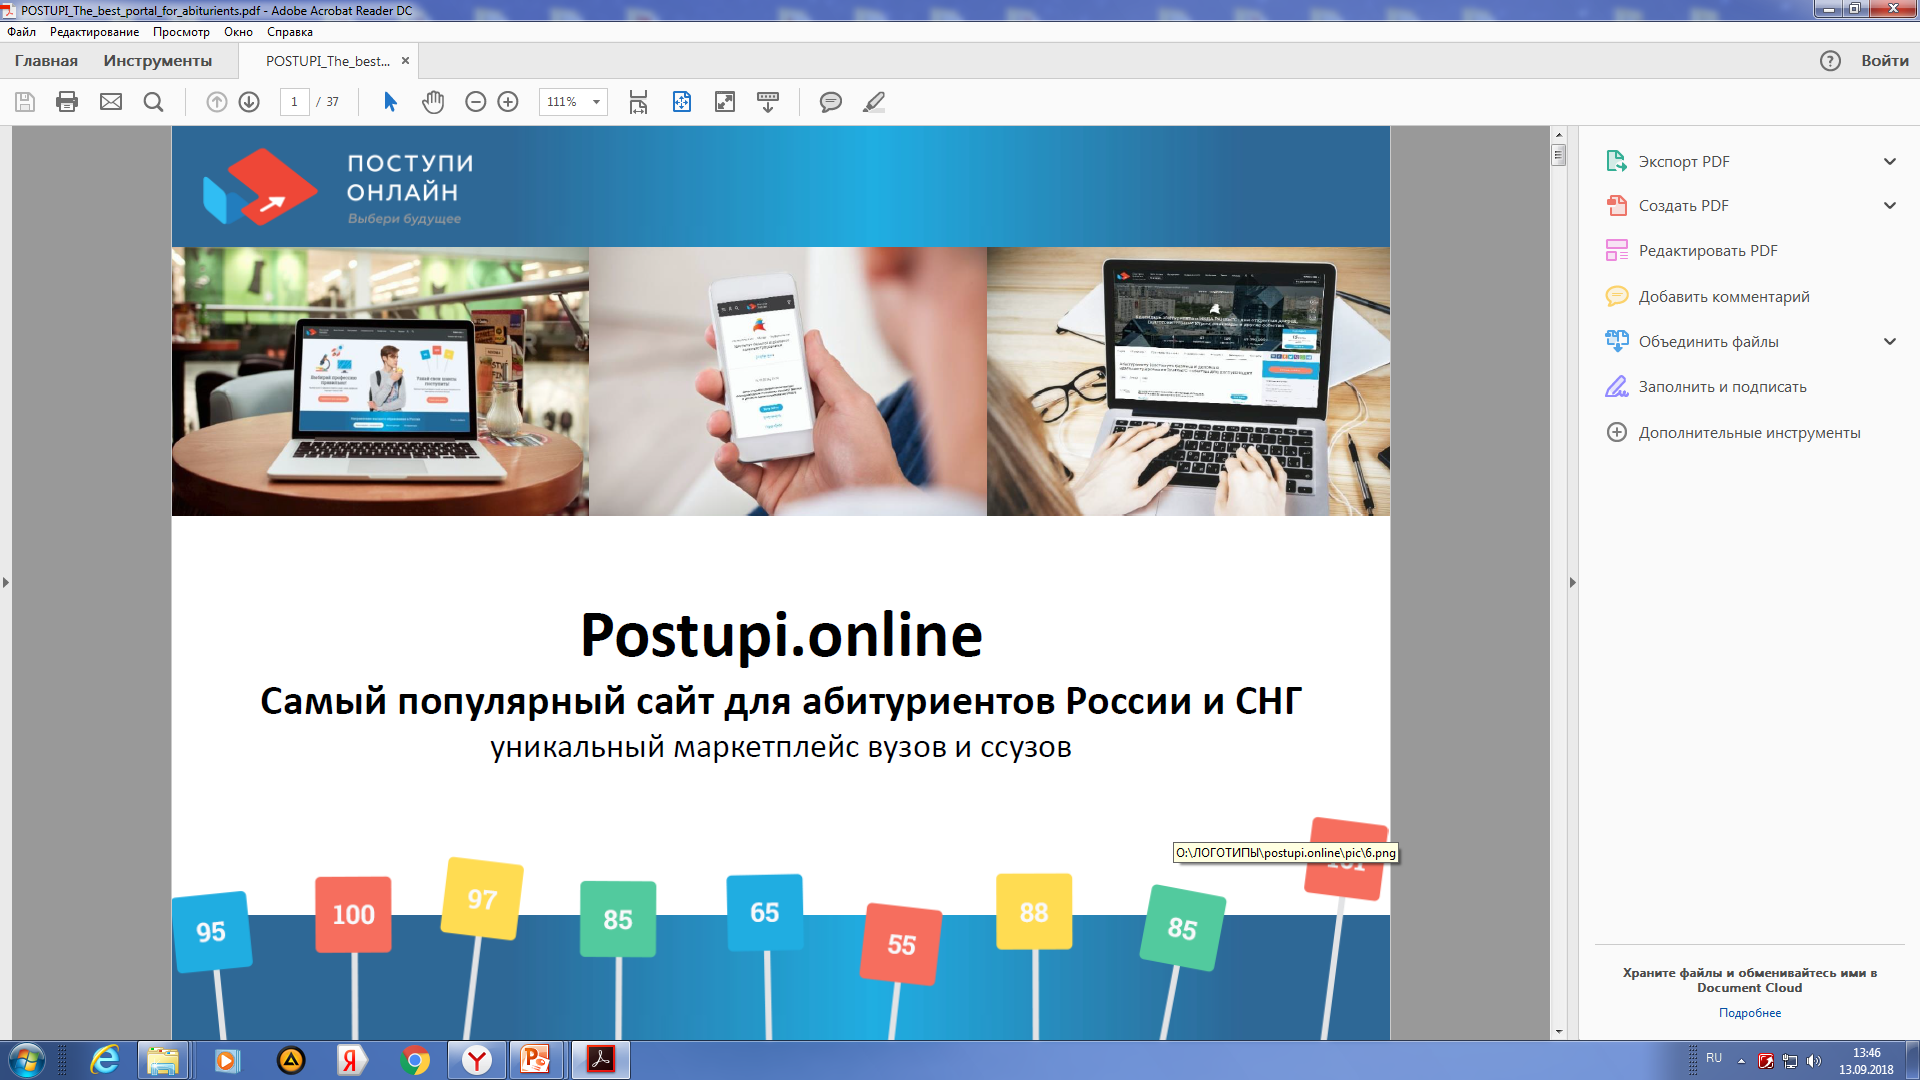 POSTUPI_The_best_portal_for_abiturients.pdf - Adobe Acrobat Reader DC
Файл Редактирование Просмотр Окно Справка
Главная Инструменты POSTUPI_The_best... × Войти
1 / 37 111%
ПОСТУПИ
ОНЛАЙН
Выбери будущее
Экспорт PDF
Создать PDF
Редактировать PDF
Добавить комментарий
Объединить файлы
Заполнить и подписать
Дополнительные инструменты
Postupi.online
Самый популярный сайт для абитуриентов России и СНГ
уникальный маркетплейс вузов и ссузов
O:\ЛОГОТИПЫ\postupi.online\pic\6.png
95
100
97
85
65
55
88
85
Храните файлы и обменивайтесь ими в
Document Cloud
Подробнее
RU
13:46
13.09.2018